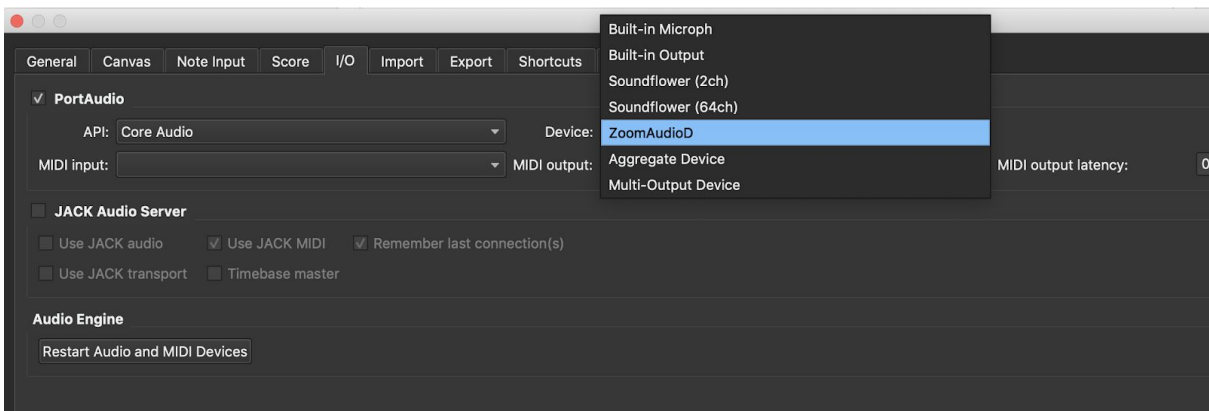 Built-in Microph
Built-in Output
General Canvas Note Input Score I/O Import Export Shortcuts
Soundflower (2ch)
PortAudio
Soundflower (64ch)
API: Core Audio Device: ZoomAudioD
Aggregate Device
MIDI input: MIDI output: MIDI output latency: 0
Multi-Output Device
JACK Audio Server
Use JACK audio Use JACK MIDI Remember last connection(s)
Use JACK transport Timebase master
Audio Engine
Restart Audio and MIDI Devices